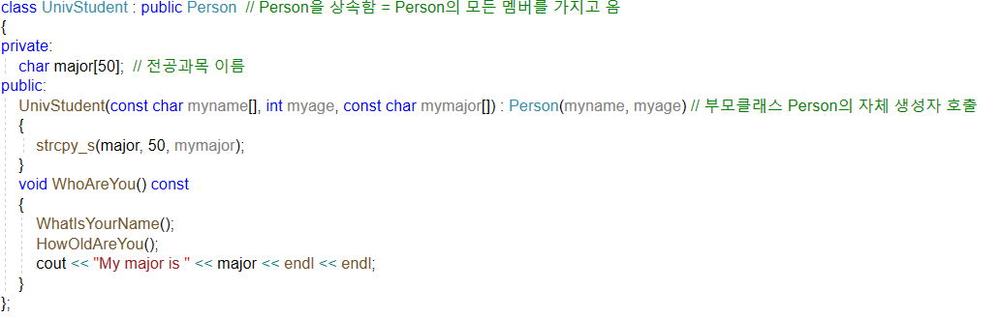 class UnivStudent : public Person  // Person을 상속함 = Person의 모든 멤버를 가지고 옴
{
private:
    char major[50];  // 전공과목 이름
public:
    UnivStudent(const char myname[], int myage, const char mymajor[]) : Person(myname, myage) // 부모클래스 Person의 자체 생성자 호출
    {
        strcpy_s(major, 50, mymajor);
    }
    void WhoAreYou() const
    {
        WhatIsYourName();
        HowOldAreYou();
        cout << "My major is " << major << endl << endl;
    }
};